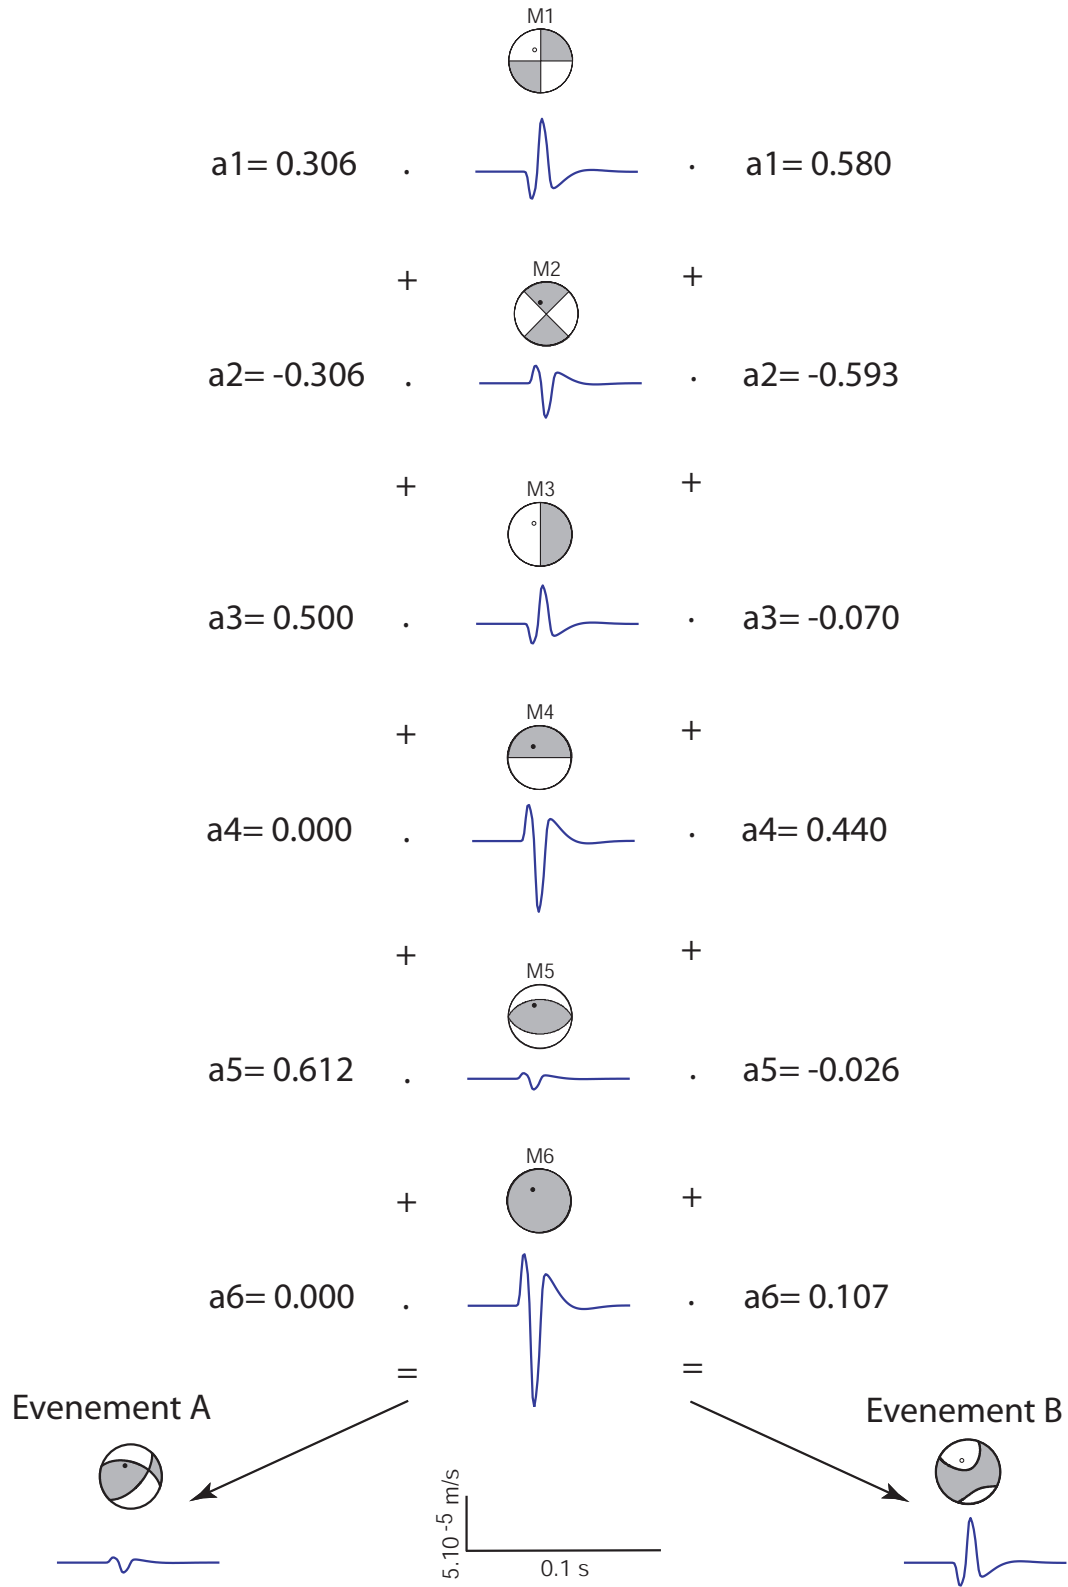 M1
a1= 0.306 . . a1= 0.580
+ M2 +
a2= -0.306 . . a2= -0.593
+ M3 +
a3= 0.500 . . a3= -0.070
+ M4 +
a4= 0.000 . . a4= 0.440
+ M5 +
a5= 0.612 . . a5= -0.026
+ M6 +
a6= 0.000 . . a6= 0.107
= =
Evenement A Evenement B
5.10 -5 m/s
0.1 s